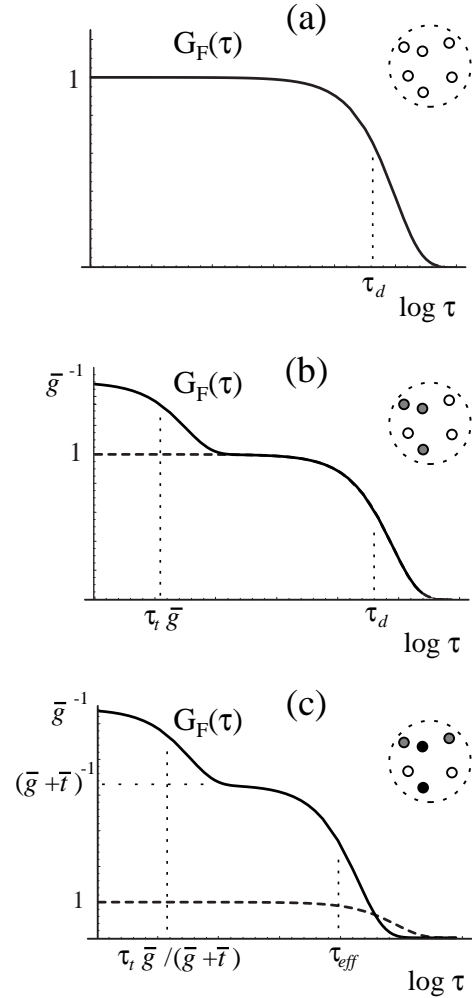 (a)
G_F(τ)
1
τ_d
log τ
(b)
ḡ⁻¹
G_F(τ)
1
τ_t ḡ
τ_d
log τ
(c)
ḡ⁻¹
G_F(τ)
(ḡ + t̄)⁻¹
1
τ_t ḡ /(ḡ + t̄)
τ_eff
log τ